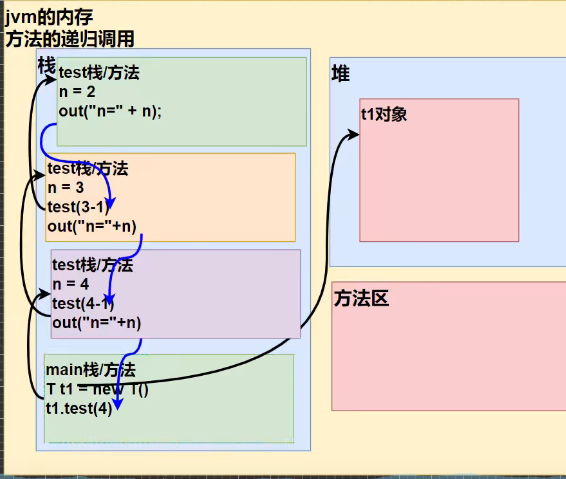 jvm的内存
方法的递归调用
栈
test栈/方法
n = 2
out("n=" + n);
test栈/方法
n = 3
test(3-1)
out("n="+n)
test栈/方法
n = 4
test(4-1)
out("n="+n)
main栈/方法
T t1 = new T()
t1.test(4)
堆
t1对象
方法区